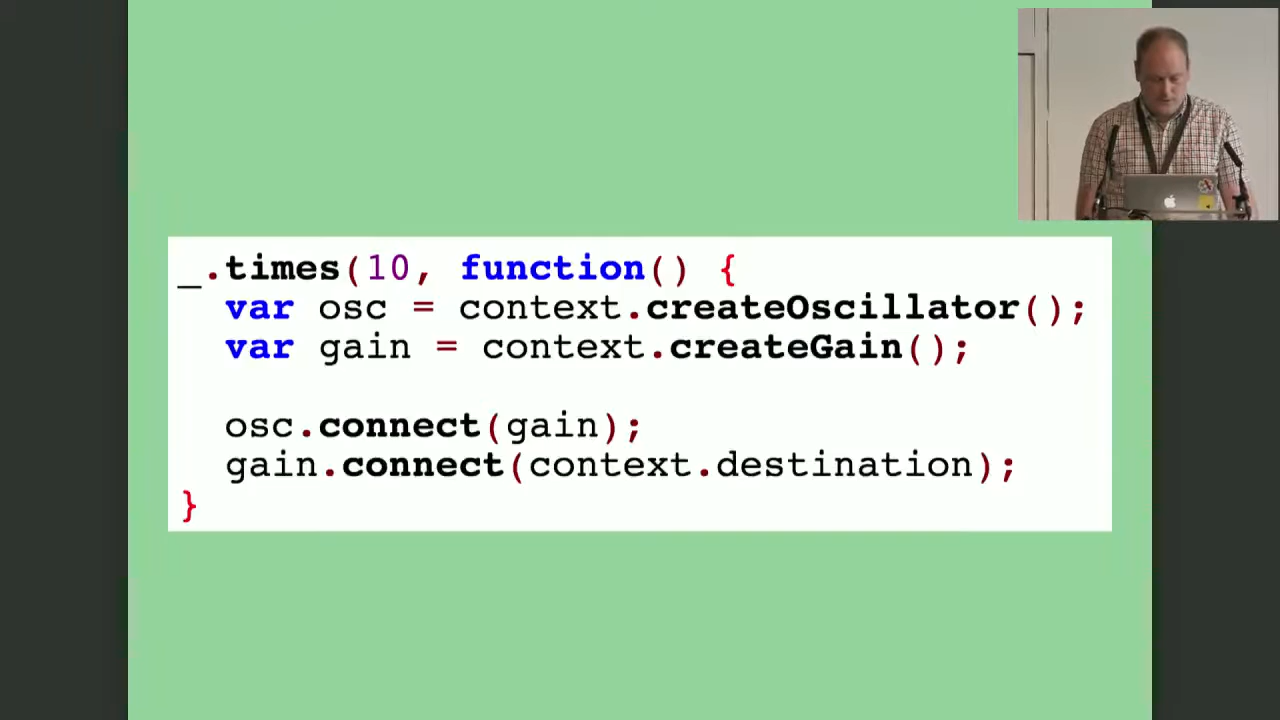 _.times(10, function() {
var osc = context.createOscillator();
var gain = context.createGain();
osc.connect(gain);
gain.connect(context.destination);
}